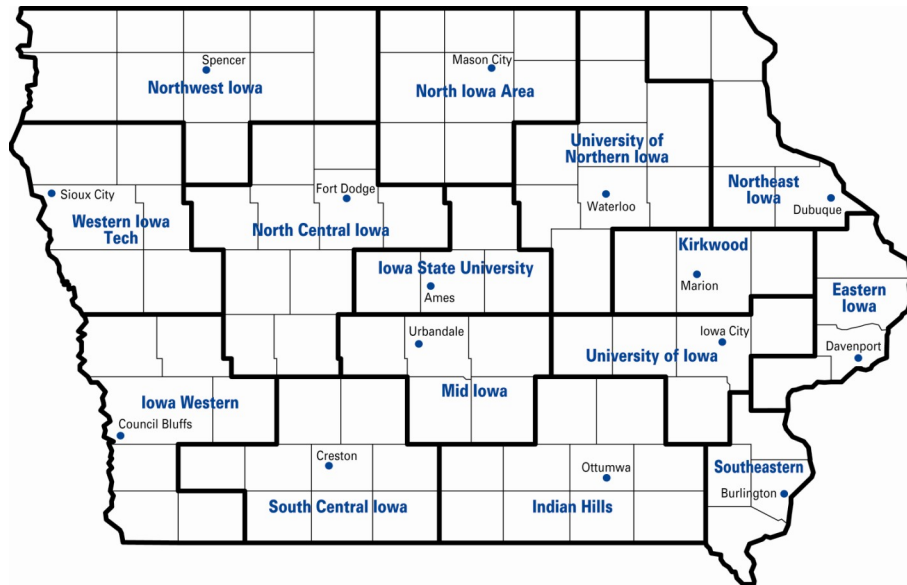 Spencer
Northwest Iowa
Mason City
North Iowa Area
University of
Northern Iowa
Waterloo
Northeast
Iowa
Dubuque
Sioux City
Western Iowa
Tech
Fort Dodge
North Central Iowa
Iowa State University
Ames
Kirkwood
Marion
Eastern
Iowa
Davenport
Urbandale
Mid Iowa
Iowa City
University of Iowa
Iowa Western
Council Bluffs
Creston
South Central Iowa
Ottumwa
Indian Hills
Southeastern
Burlington